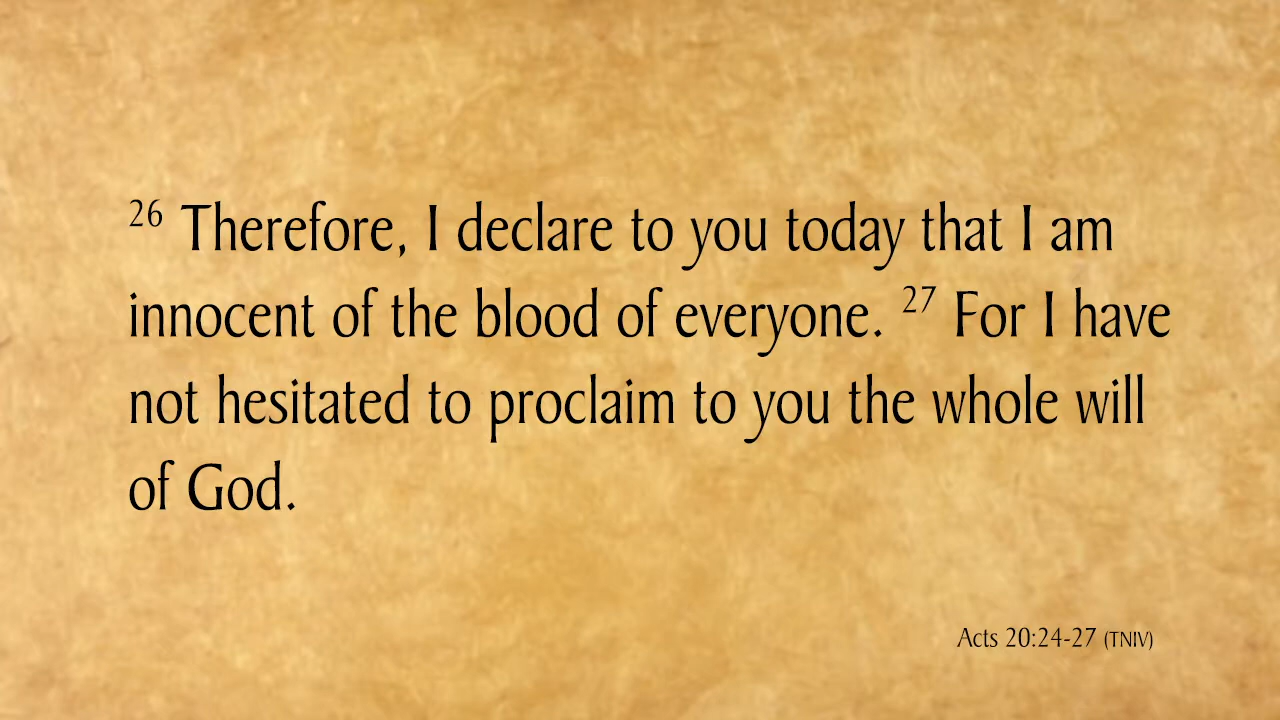 26 Therefore, I declare to you today that I am
innocent of the blood of everyone. 27 For I have
not hesitated to proclaim to you the whole will
of God.
Acts 20:24-27 (TNIV)